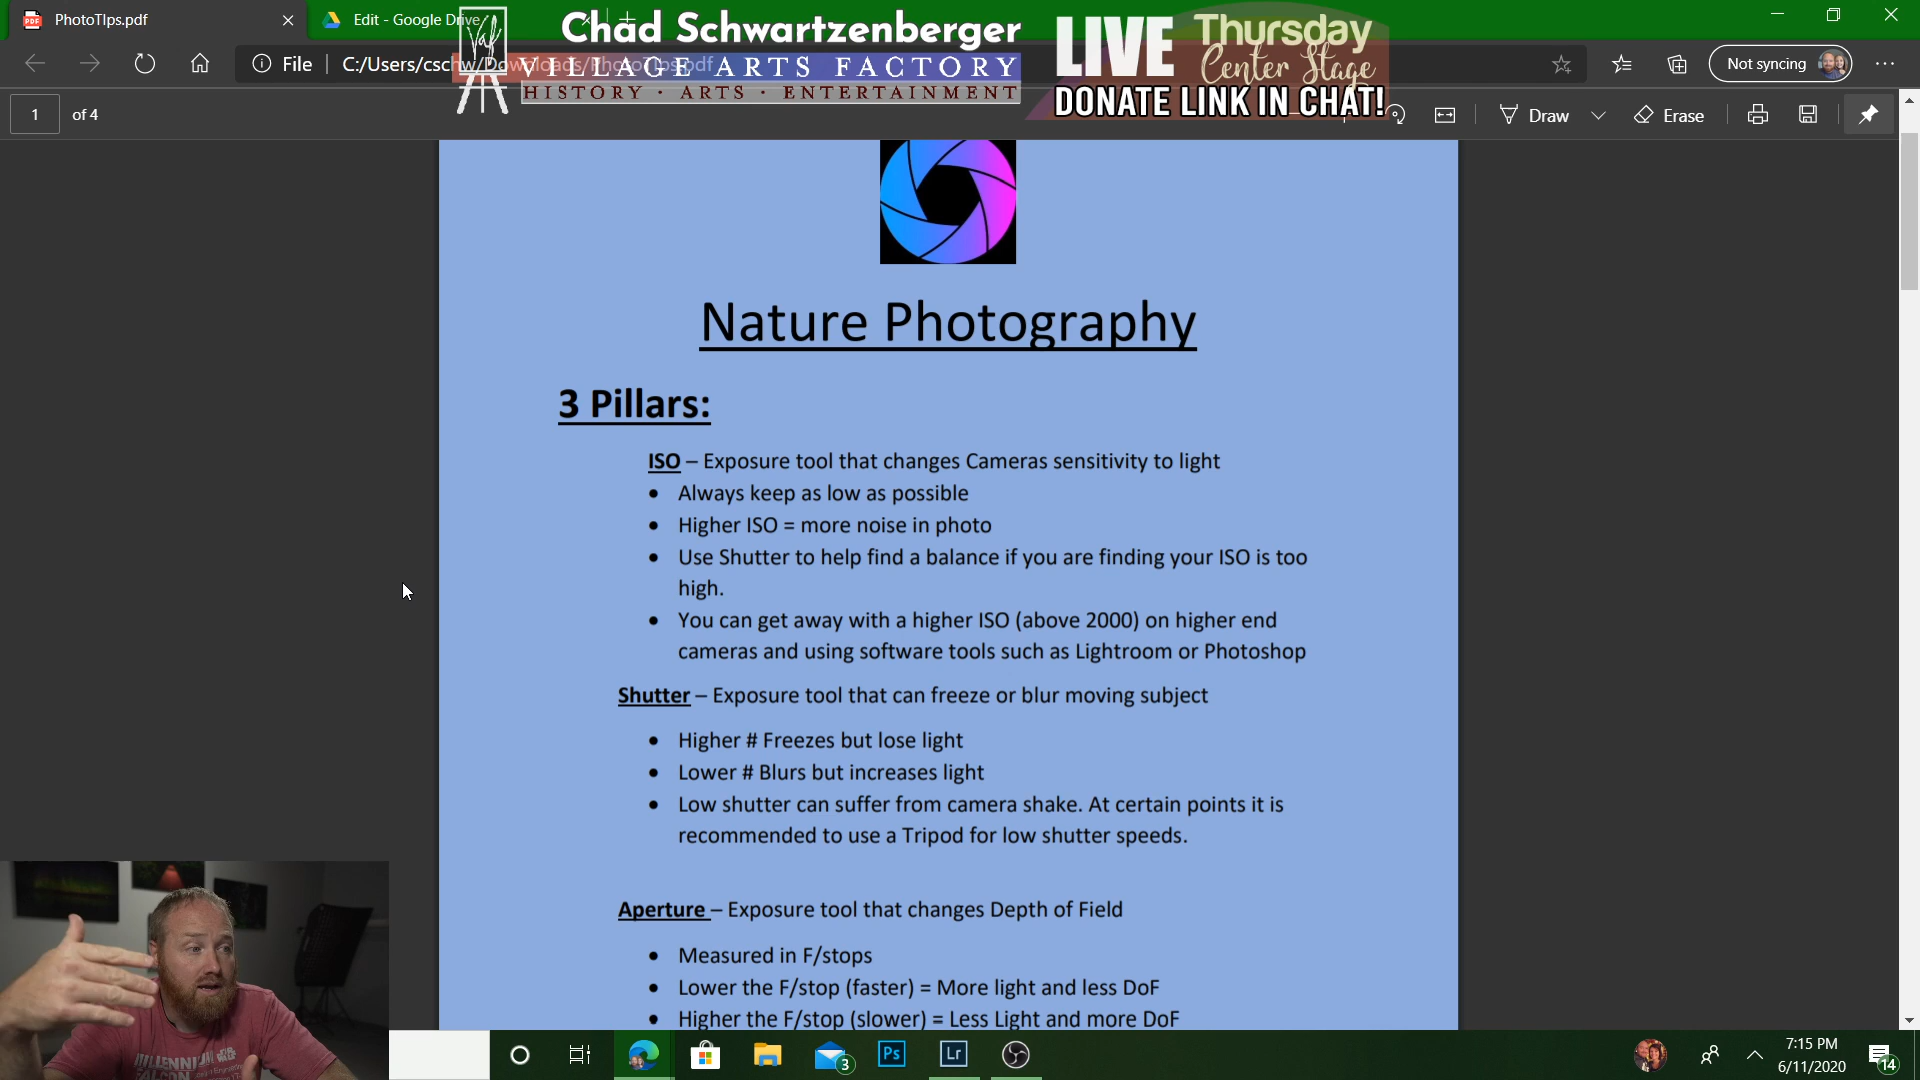 PhotoTIps.pdf
Edit - Google Drive
Chad Schwartzenberger
VILLAGE ARTS FACTORY
HISTORY · ARTS · ENTERTAINMENT
LIVE Thursday
Center Stage
DONATE LINK IN CHAT!
File
C:/Users/cschw/Downloads/PhotoTIps.pdf
Not syncing
1 of 4
Draw
Erase
Nature Photography
3 Pillars:
ISO – Exposure tool that changes Cameras sensitivity to light
• Always keep as low as possible
• Higher ISO = more noise in photo
• Use Shutter to help find a balance if you are finding your ISO is too
high.
• You can get away with a higher ISO (above 2000) on higher end
cameras and using software tools such as Lightroom or Photoshop
Shutter – Exposure tool that can freeze or blur moving subject
• Higher # Freezes but lose light
• Lower # Blurs but increases light
• Low shutter can suffer from camera shake. At certain points it is
recommended to use a Tripod for low shutter speeds.
Aperture – Exposure tool that changes Depth of Field
• Measured in F/stops
• Lower the F/stop (faster) = More light and less DoF
• Higher the F/stop (slower) = Less Light and more DoF
MILLENNIUM
FALCON
STAR WARS
3
Ps
Lr
7:15 PM
6/11/2020
14